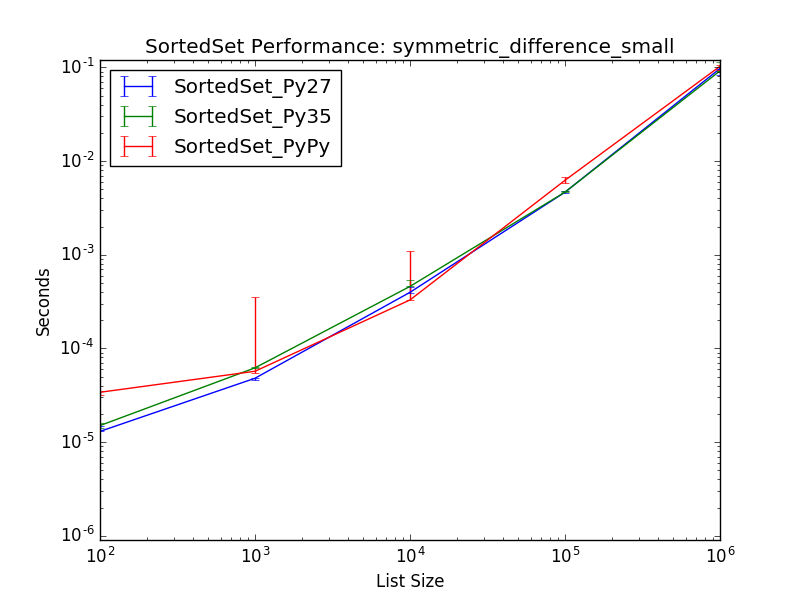 SortedSet Performance: symmetric_difference_small
SortedSet_Py27
SortedSet_Py35
SortedSet_PyPy
10^-1
10^-2
10^-3
10^-4
10^-5
10^-6
Seconds
10^2 10^3 10^4 10^5 10^6
List Size